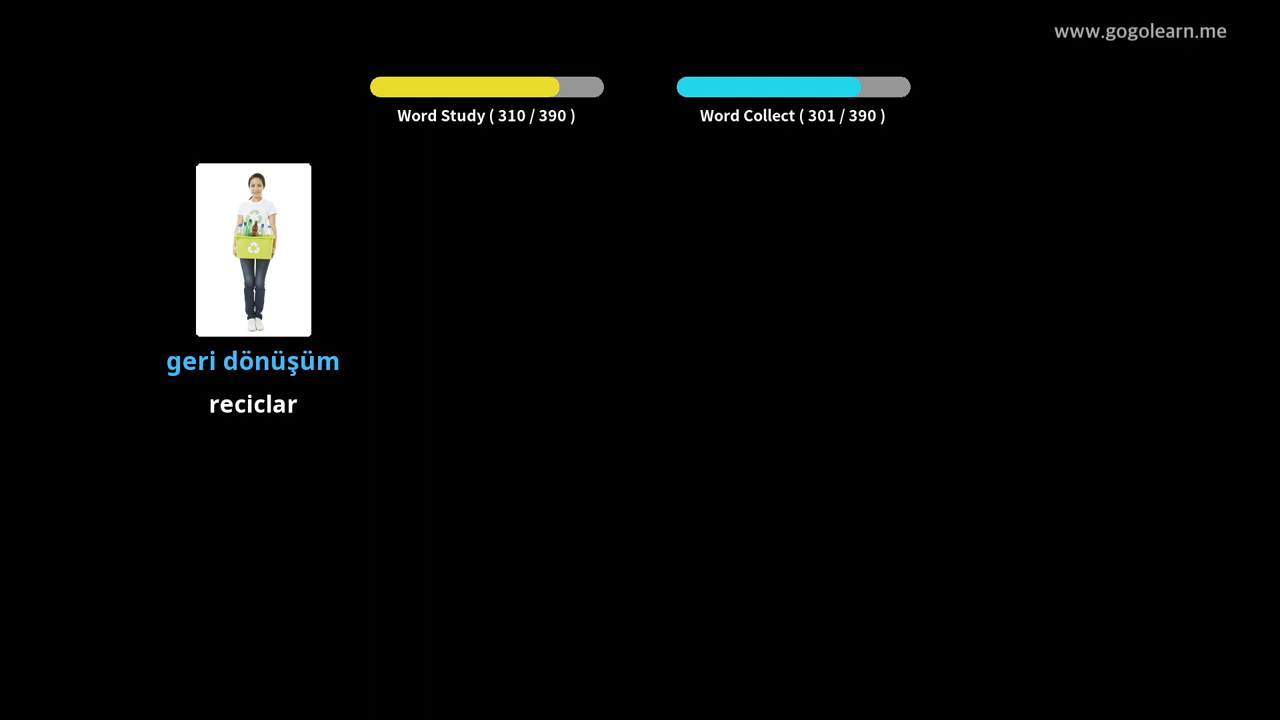 www.gogolearn.me
Word Study ( 310 / 390 )
Word Collect ( 301 / 390 )
geri dönüşüm
reciclar